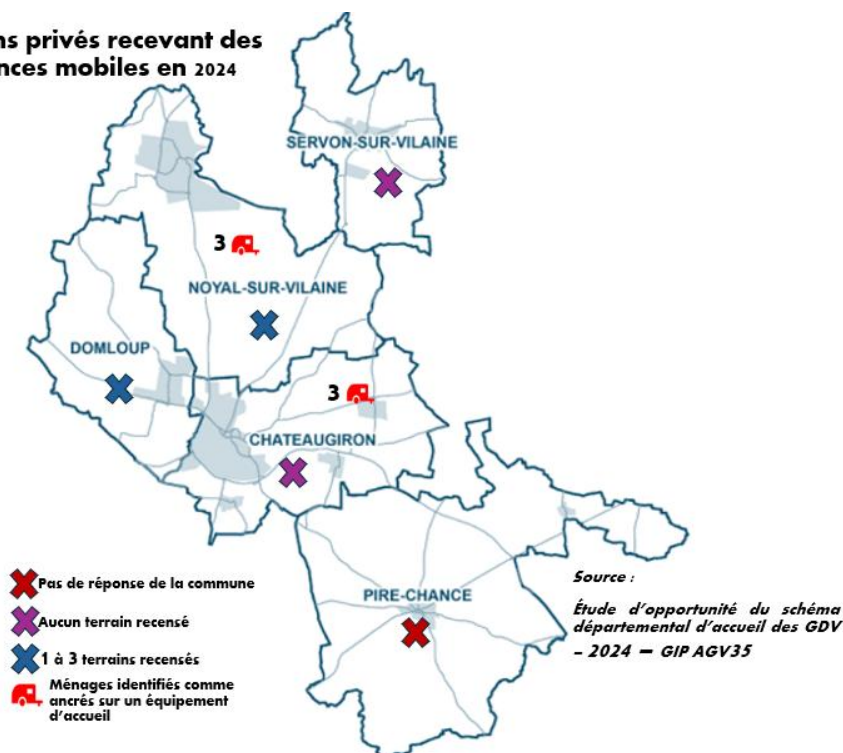 ns privés recevant des
nces mobiles en 2024
SERVON-SUR-VILAINE
3
NOYAL-SUR-VILAINE
DOMLOUP
3
CHATEAUGIRON
PIRE-CHANCE
Pas de réponse de la commune
Aucun terrain recensé
1 à 3 terrains recensés
Ménages identifiés comme
ancrés sur un équipement
d'accueil
Source :
Étude d'opportunité du schéma
départemental d'accueil des GDV
– 2024 – GIP AGV35